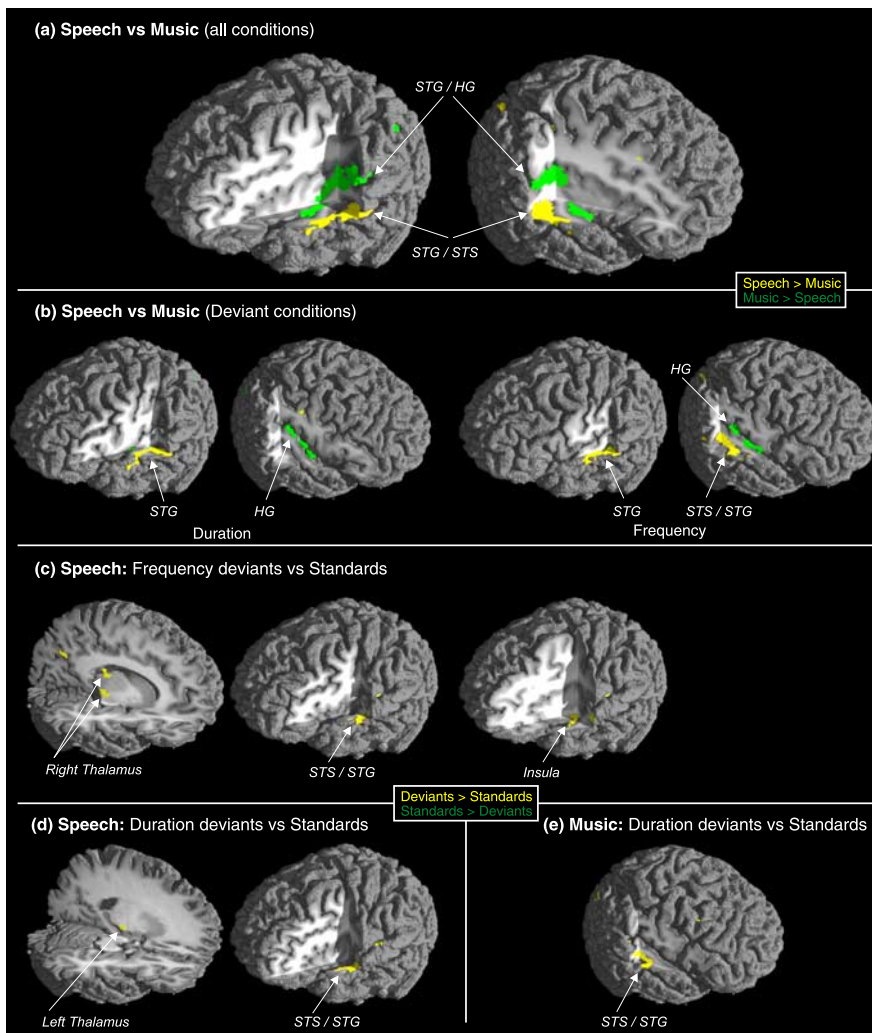 (a) Speech vs Music (all conditions)
STG / HG
STG / STS
Speech > Music
Music > Speech
(b) Speech vs Music (Deviant conditions)
HG
STG
HG
STG
STS / STG
Duration
Frequency
(c) Speech: Frequency deviants vs Standards
Right Thalamus
STS / STG
Insula
Deviants > Standards
Standards > Deviants
(d) Speech: Duration deviants vs Standards
(e) Music: Duration deviants vs Standards
Left Thalamus
STS / STG
STS / STG